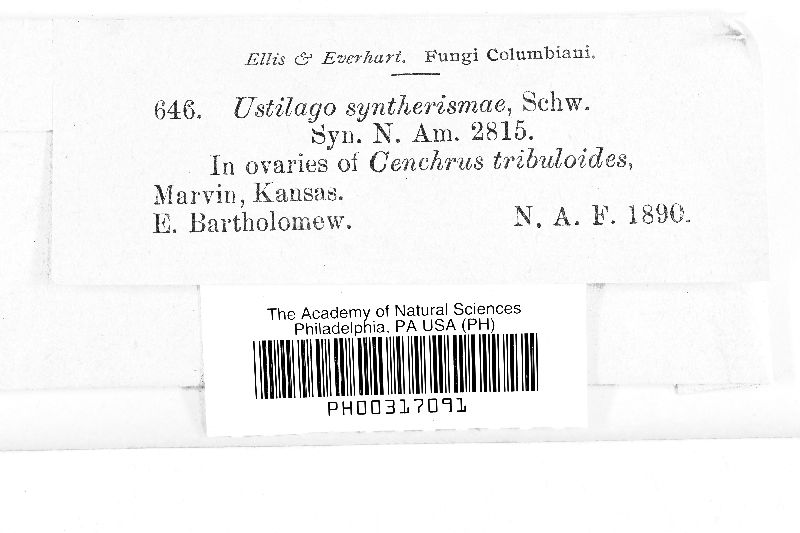 Ellis & Everhart. Fungi Columbiani.
646. Ustilago syntherismae, Schw.
Syn. N. Am. 2815.
In ovaries of Cenchrus tribuloides,
Marvin, Kansas.
E. Bartholomew. N. A. F. 1890.
The Academy of Natural Sciences
Philadelphia, PA USA (PH)
PH00317091